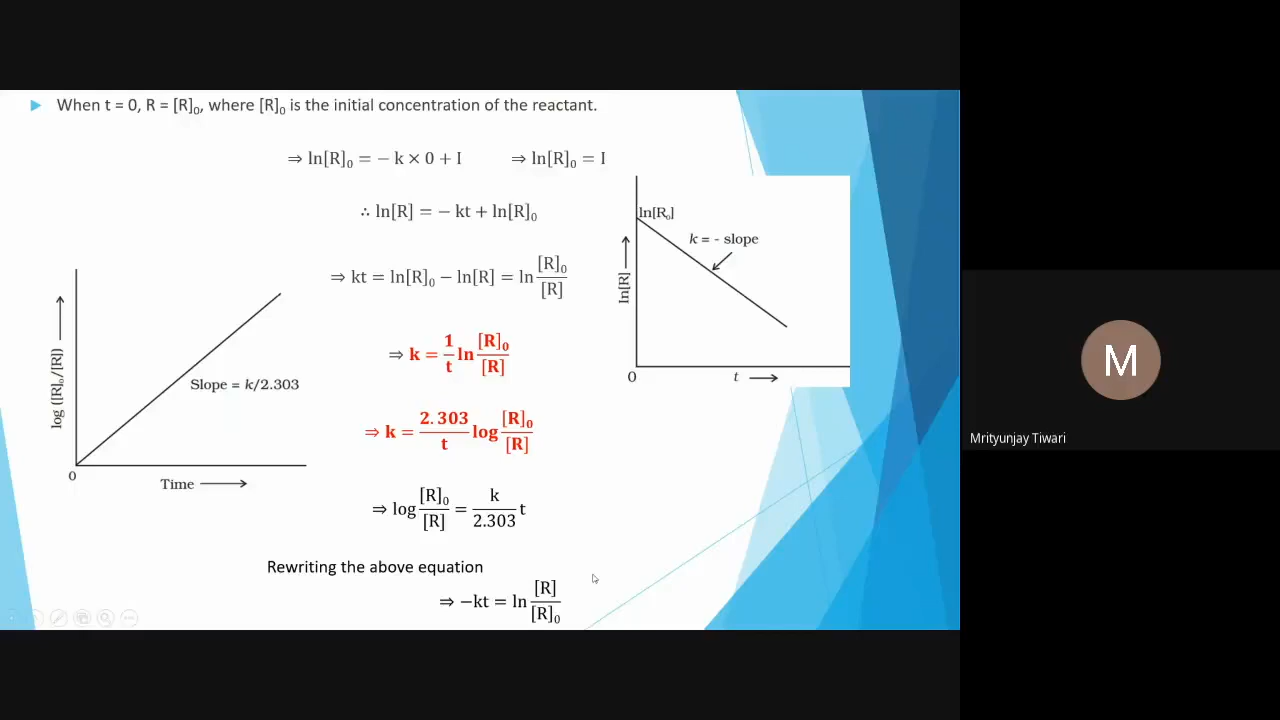 When t = 0, R = [R]₀, where [R]₀ is the initial concentration of the reactant.
⇒ ln[R]₀ = − k × 0 + I ⇒ ln[R]₀ = I
∴ ln[R] = − kt + ln[R]₀
⇒ kt = ln[R]₀ − ln[R] = ln [R]₀/[R]
⇒ k = 1/t ln [R]₀/[R]
⇒ k = 2.303/t log [R]₀/[R]
⇒ log [R]₀/[R] = k/2.303 t
Rewriting the above equation
⇒ −kt = ln [R]/[R]₀
log ([R]₀/[R])
Slope = k/2.303
0
Time
ln[R₀]
k = - slope
ln[R]
0
t
M
Mrityunjay Tiwari